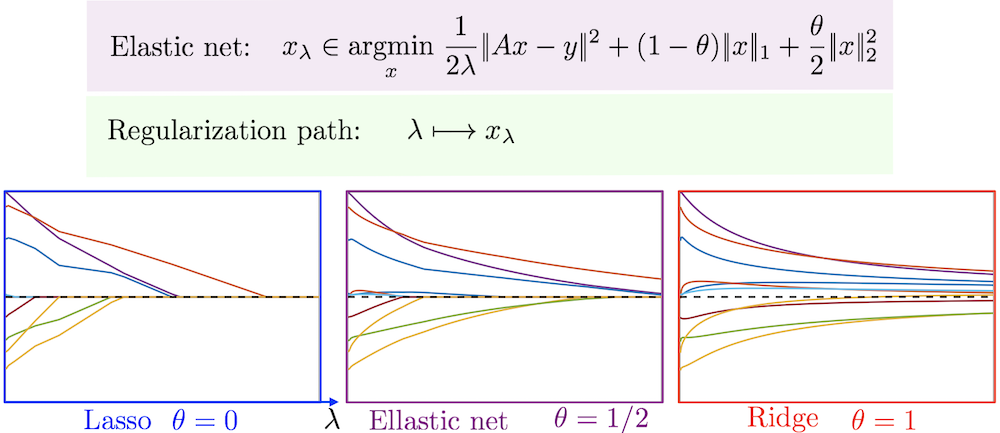 Elastic net: x_λ ∈ argmin_x 1/(2λ) ‖Ax − y‖² + (1 − θ)‖x‖₁ + θ/2 ‖x‖₂²
Regularization path: λ ⟼ x_λ
Lasso θ = 0
λ
Ellastic net θ = 1/2
Ridge θ = 1